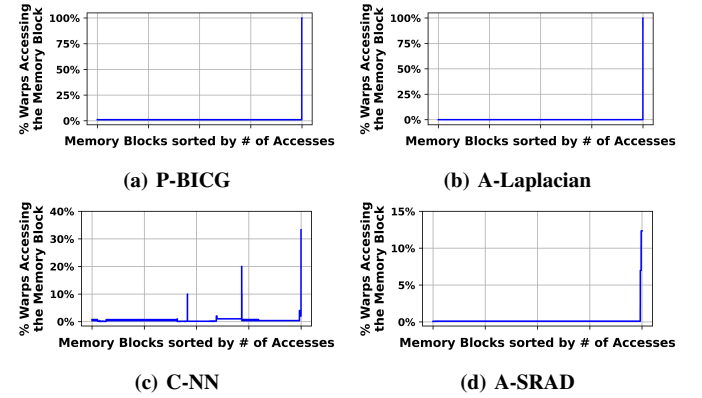 % Warps Accessing
the Memory Block
100%
75%
50%
25%
0%
Memory Blocks sorted by # of Accesses
(a) P-BICG
% Warps Accessing
the Memory Block
100%
75%
50%
25%
0%
Memory Blocks sorted by # of Accesses
(b) A-Laplacian
% Warps Accessing
the Memory Block
40%
30%
20%
10%
0%
Memory Blocks sorted by # of Accesses
(c) C-NN
% Warps Accessing
the Memory Block
15%
10%
5%
0%
Memory Blocks sorted by # of Accesses
(d) A-SRAD